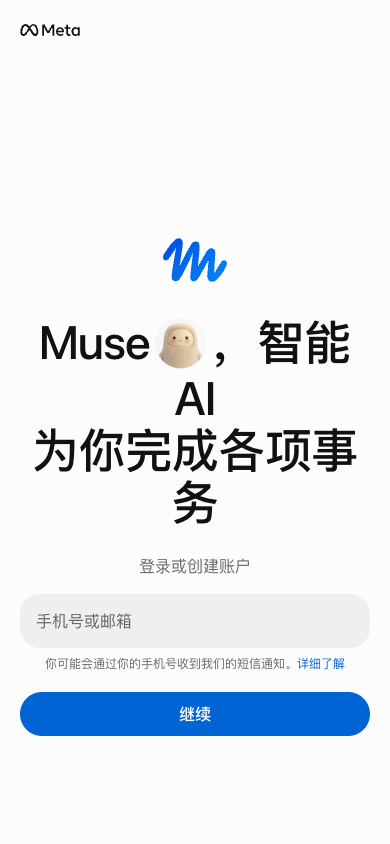 Meta
Muse，智能
AI
为你完成各项事
务
登录或创建账户
手机号或邮箱
你可能会通过你的手机号收到我们的短信通知。详细了解
继续